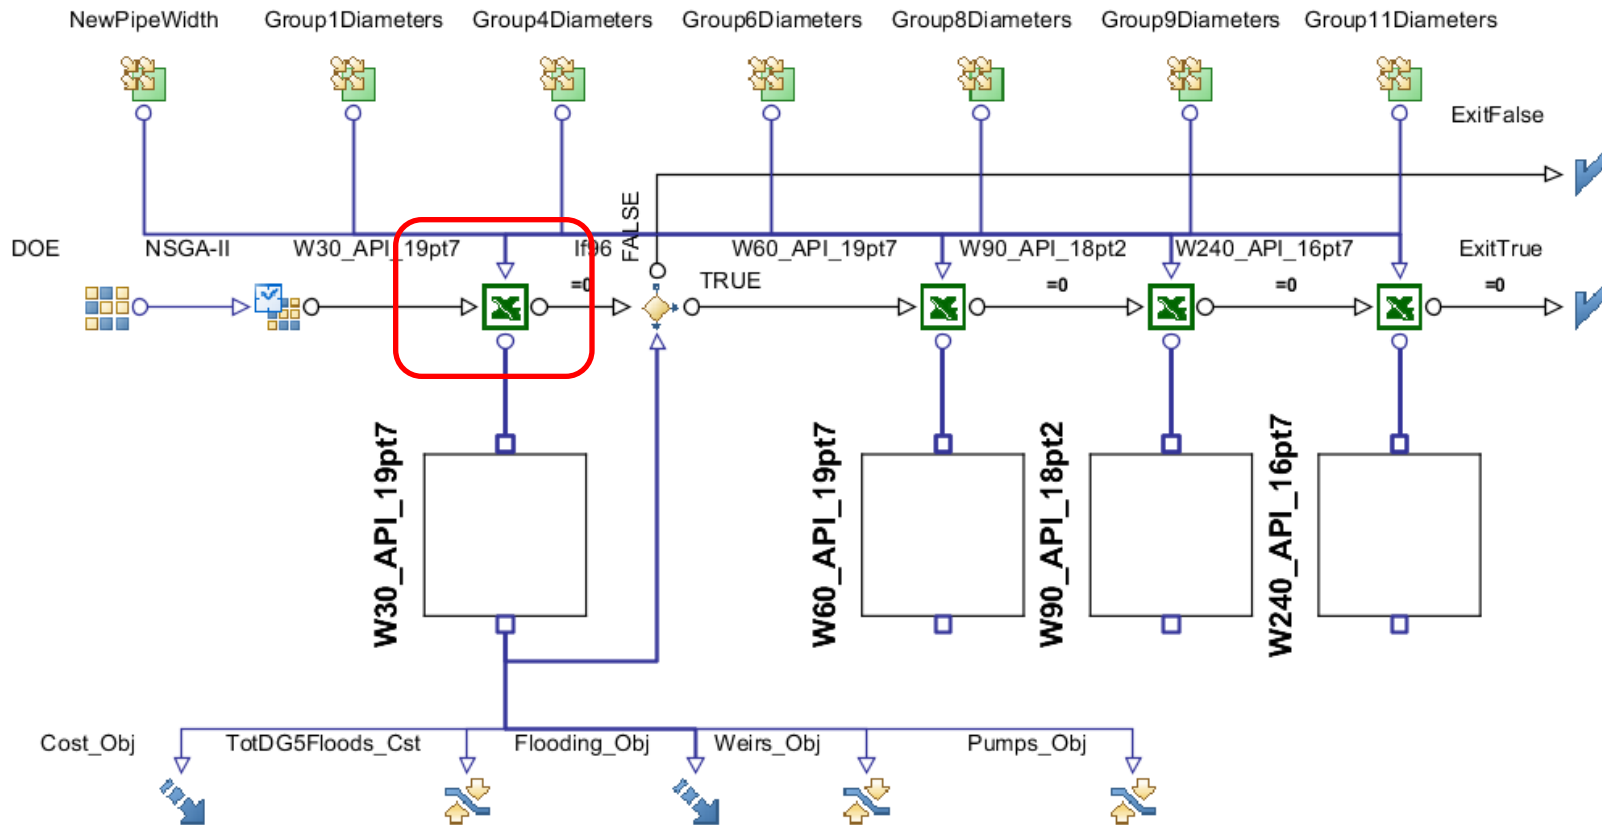 NewPipeWidth Group1Diameters Group4Diameters Group6Diameters Group8Diameters Group9Diameters Group11Diameters
ExitFalse
FALSE
DOE NSGA-II W30_API_19pt7 If96 W60_API_19pt7 W90_API_18pt2 W240_API_16pt7 ExitTrue
=0 TRUE =0 =0 =0
W30_API_19pt7
W60_API_19pt7
W90_API_18pt2
W240_API_16pt7
Cost_Obj TotDG5Floods_Cst Flooding_Obj Weirs_Obj Pumps_Obj